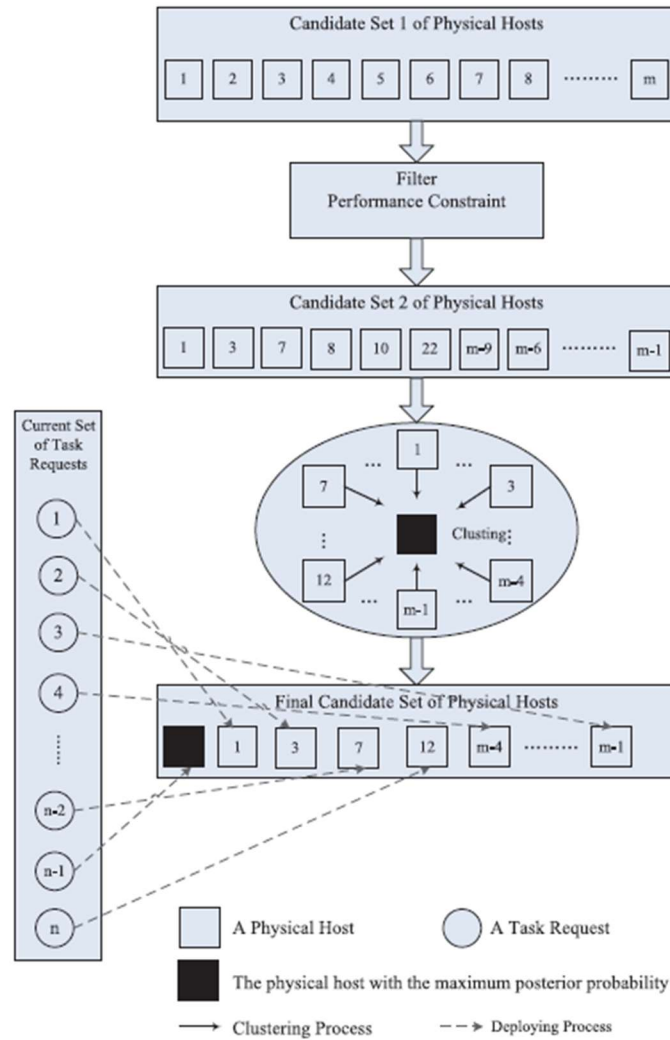 Candidate Set 1 of Physical Hosts
1 2 3 4 5 6 7 8 ········· m
Filter
Performance Constraint
Candidate Set 2 of Physical Hosts
1 3 7 8 10 22 m-9 m-6 ········· m-1
Current Set
of Task
Requests
1
2
3
4
n-2
n-1
n
... 1 ...
7 3
Clusting
12 m-4
... m-1 ...
Final Candidate Set of Physical Hosts
1 3 7 12 m-4 ········· m-1
A Physical Host
A Task Request
The physical host with the maximum posterior probability
Clustering Process
Deploying Process